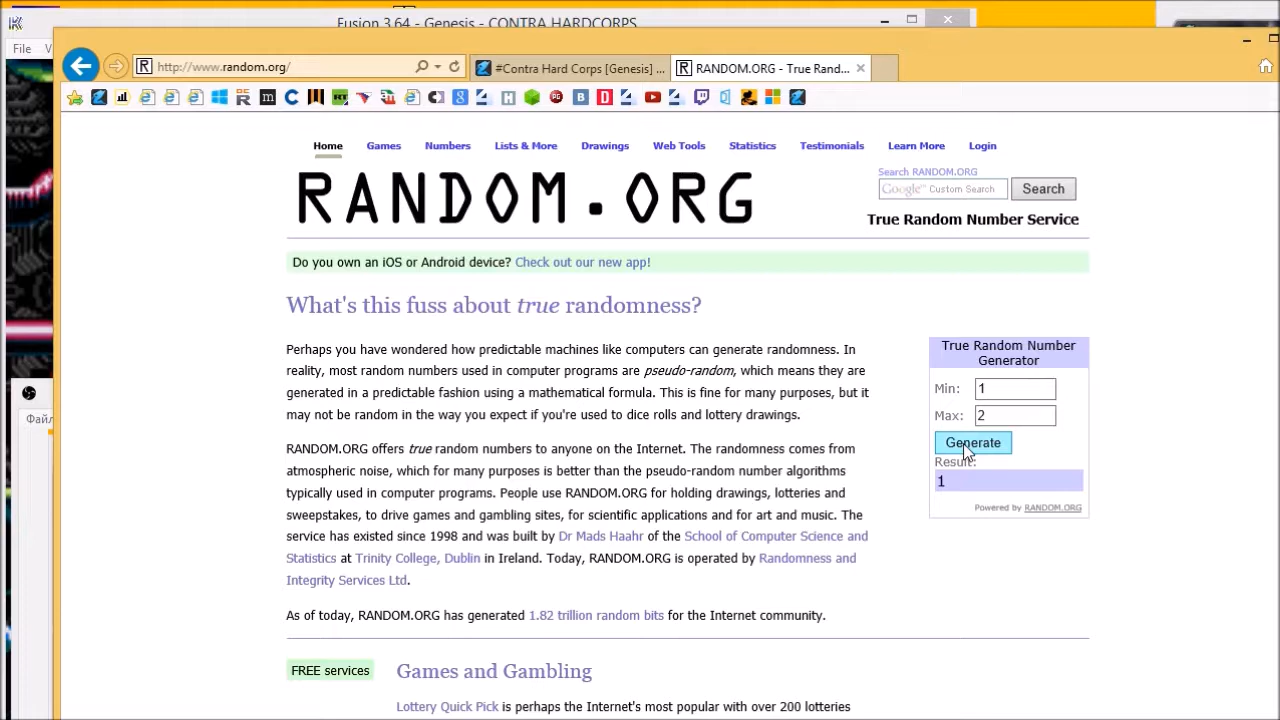 Fusion 3.64 - Genesis - CONTRA HARDCORPS
File
http://www.random.org/
#Contra Hard Corps [Genesis] ...
RANDOM.ORG - True Rand...
Файл
Home Games Numbers Lists & More Drawings Web Tools Statistics Testimonials Learn More Login
Search RANDOM.ORG
Google™ Custom Search
Search
RANDOM.ORG
True Random Number Service
Do you own an iOS or Android device? Check out our new app!
What's this fuss about true randomness?
Perhaps you have wondered how predictable machines like computers can generate randomness. In
reality, most random numbers used in computer programs are pseudo-random, which means they are
generated in a predictable fashion using a mathematical formula. This is fine for many purposes, but it
may not be random in the way you expect if you're used to dice rolls and lottery drawings.
RANDOM.ORG offers true random numbers to anyone on the Internet. The randomness comes from
atmospheric noise, which for many purposes is better than the pseudo-random number algorithms
typically used in computer programs. People use RANDOM.ORG for holding drawings, lotteries and
sweepstakes, to drive games and gambling sites, for scientific applications and for art and music. The
service has existed since 1998 and was built by Dr Mads Haahr of the School of Computer Science and
Statistics at Trinity College, Dublin in Ireland. Today, RANDOM.ORG is operated by Randomness and
Integrity Services Ltd.
As of today, RANDOM.ORG has generated 1.82 trillion random bits for the Internet community.
True Random Number
Generator
Min: 1
Max: 2
Generate
Result:
1
Powered by RANDOM.ORG
FREE services
Games and Gambling
Lottery Quick Pick is perhaps the Internet's most popular with over 200 lotteries